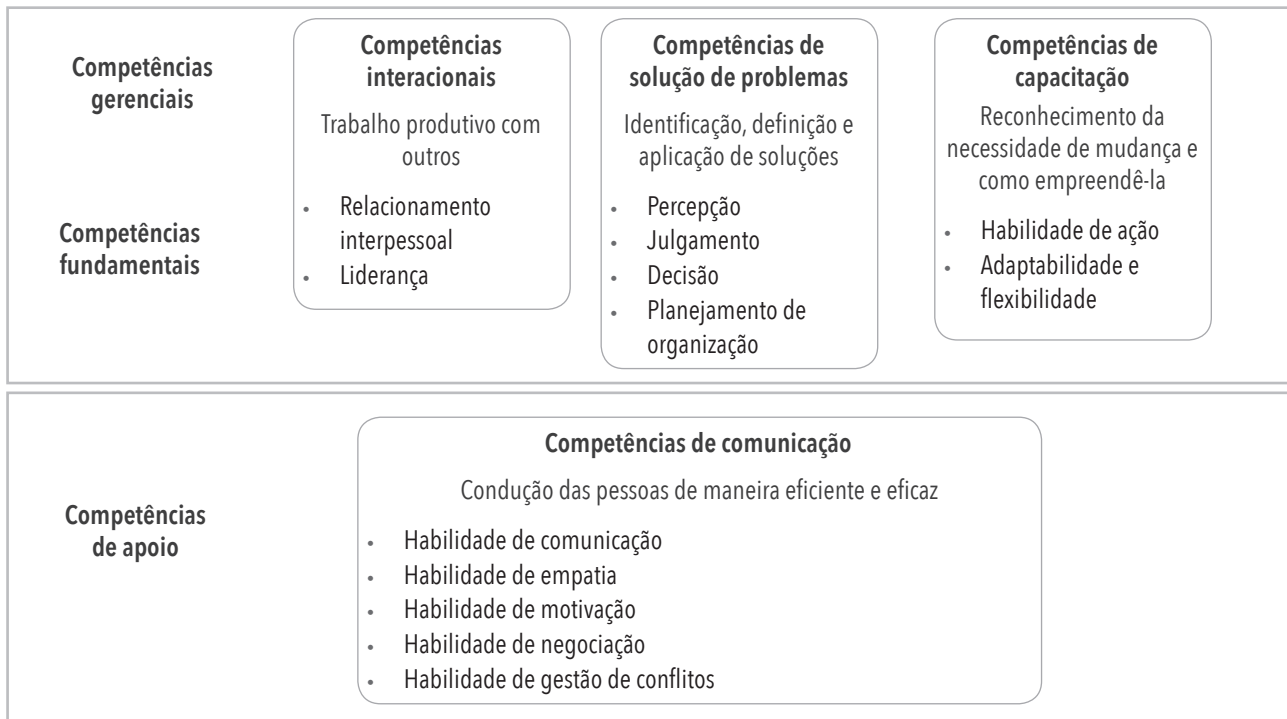 Competências
gerenciais
Competências
fundamentais
Competências
interacionais
Trabalho produtivo com
outros
• Relacionamento
interpessoal
• Liderança
Competências de
solução de problemas
Identificação, definição e
aplicação de soluções
• Percepção
• Julgamento
• Decisão
• Planejamento de
organização
Competências de
capacitação
Reconhecimento da
necessidade de mudança e
como empreendê-la
• Habilidade de ação
• Adaptabilidade e
flexibilidade
Competências
de apoio
Competências de comunicação
Condução das pessoas de maneira eficiente e eficaz
• Habilidade de comunicação
• Habilidade de empatia
• Habilidade de motivação
• Habilidade de negociação
• Habilidade de gestão de conflitos